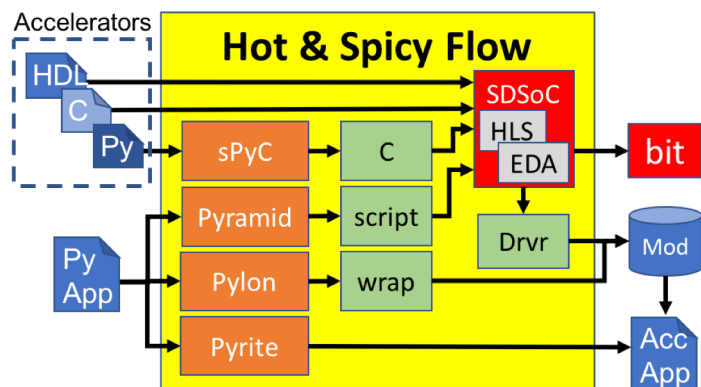 Accelerators
Hot & Spicy Flow
HDL
C
Py
SDSoC
HLS
EDA
sPyC
C
bit
Pyramid
script
Drvr
Mod
Py
App
Pylon
wrap
Pyrite
Acc
App